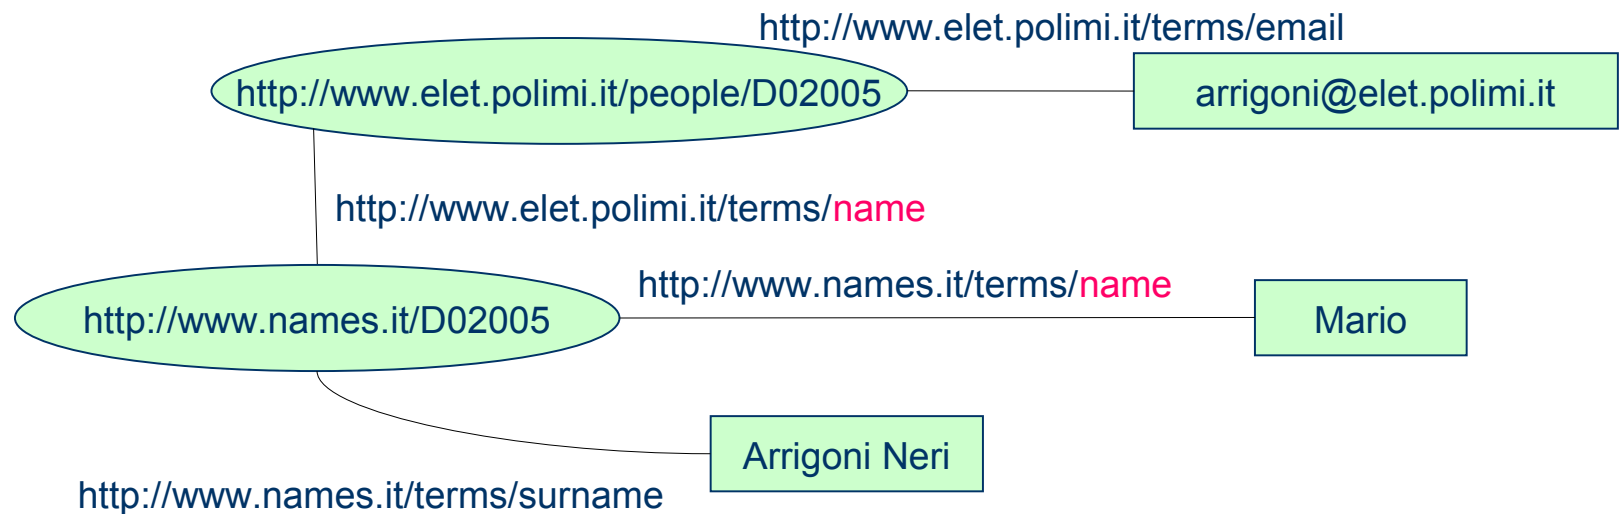 http://www.elet.polimi.it/terms/email
http://www.elet.polimi.it/people/D02005
arrigoni@elet.polimi.it
http://www.elet.polimi.it/terms/name
http://www.names.it/terms/name
http://www.names.it/D02005
Mario
Arrigoni Neri
http://www.names.it/terms/surname